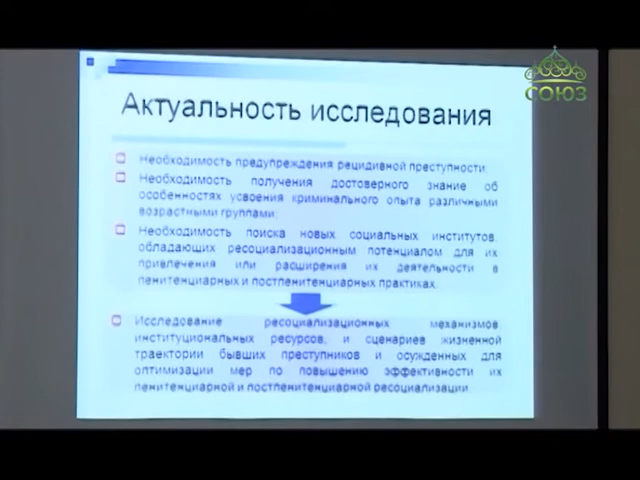 СОЮЗ
Актуальность исследования
Необходимость предупреждения рецидивной преступности.
Необходимость получения достоверного знание об
особенностях усвоения криминального опыта различными
возрастными группами;
Необходимость поиска новых социальных институтов,
обладающих ресоциализационным потенциалом для их
привлечения или расширения их деятельности в
пенитенциарных и постпенитенциарных практиках.
Исследование ресоциализационных механизмов,
институциональных ресурсов, и сценариев жизненной
траектории бывших преступников и осужденных для
оптимизации мер по повышению эффективности их
пенитенциарной и постпенитенциарной ресоциализации.